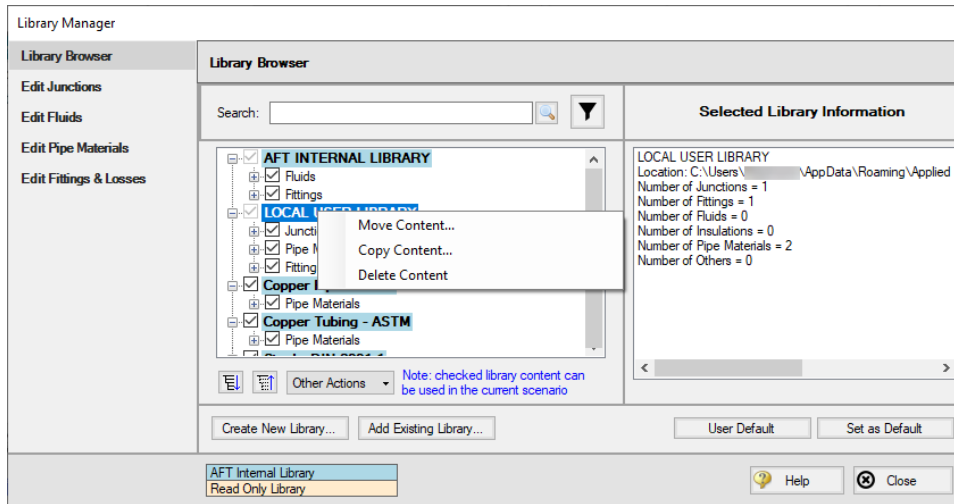 Library Manager
Library Browser
Edit Junctions
Edit Fluids
Edit Pipe Materials
Edit Fittings & Losses
Library Browser
Search:
AFT INTERNAL LIBRARY
Fluids
Fittings
LOCAL USER LIBRARY
Juncti
Pipe
Fitting
Copper
Pipe Materials
Copper Tubing - ASTM
Pipe Materials
Move Content...
Copy Content...
Delete Content
Other Actions
Note: checked library content can
be used in the current scenario
Selected Library Information
LOCAL USER LIBRARY
Location: C:\Users\ \AppData\Roaming\Applied
Number of Junctions = 1
Number of Fittings = 1
Number of Fluids = 0
Number of Insulations = 0
Number of Pipe Materials = 2
Number of Others = 0
Create New Library...
Add Existing Library...
User Default
Set as Default
AFT Internal Library
Read Only Library
Help
Close